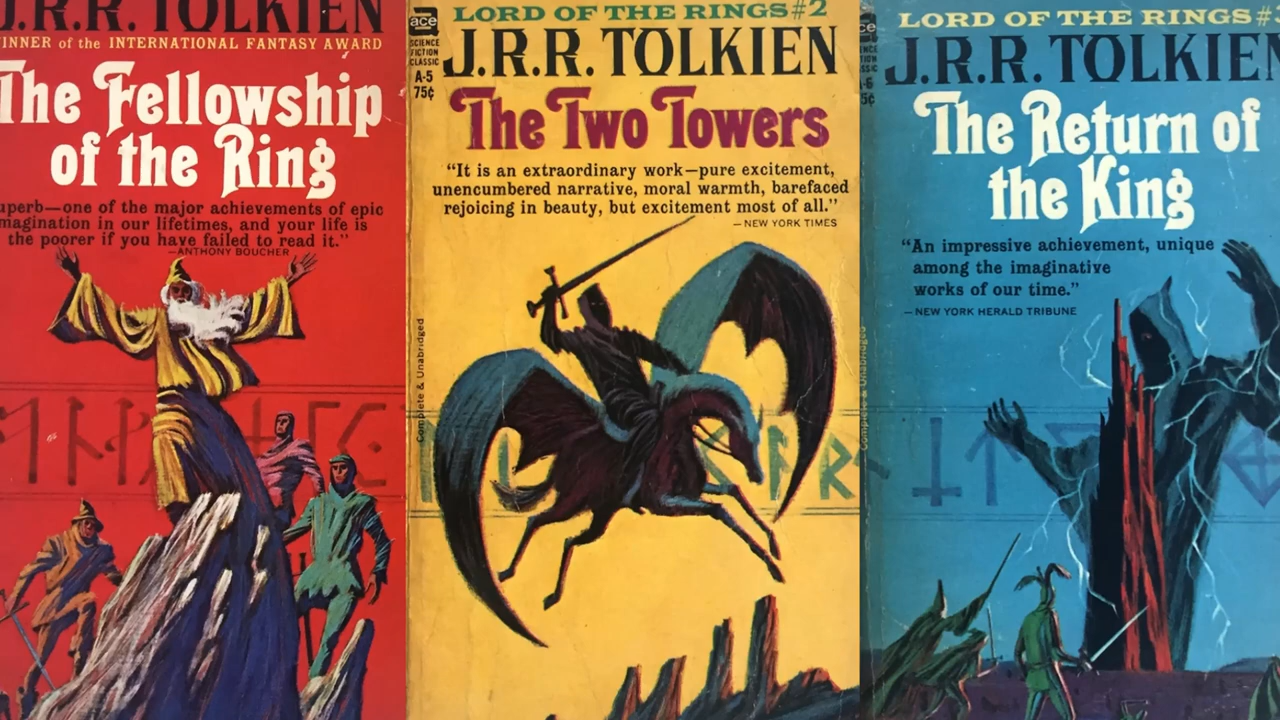 J.R.R. TOLKIEN
WINNER of the INTERNATIONAL FANTASY AWARD
The Fellowship
of the Ring
uperb—one of the major achievements of epic
magination in our lifetimes, and your life is
the poorer if you have failed to read it.”
—ANTHONY BOUCHER
ace
SCIENCE
FICTION
CLASSIC
A-5
75¢
LORD OF THE RINGS #2
J.R.R. TOLKIEN
The Two Towers
“It is an extraordinary work—pure excitement,
unencumbered narrative, moral warmth, barefaced
rejoicing in beauty, but excitement most of all.”
—NEW YORK TIMES
Complete & Unabridged
LORD OF THE RINGS #
J.R.R. TOLKIEN
The Return of
the King
“An impressive achievement, unique
among the imaginative
works of our time.”
—NEW YORK HERALD TRIBUNE
Complete & Unabridged